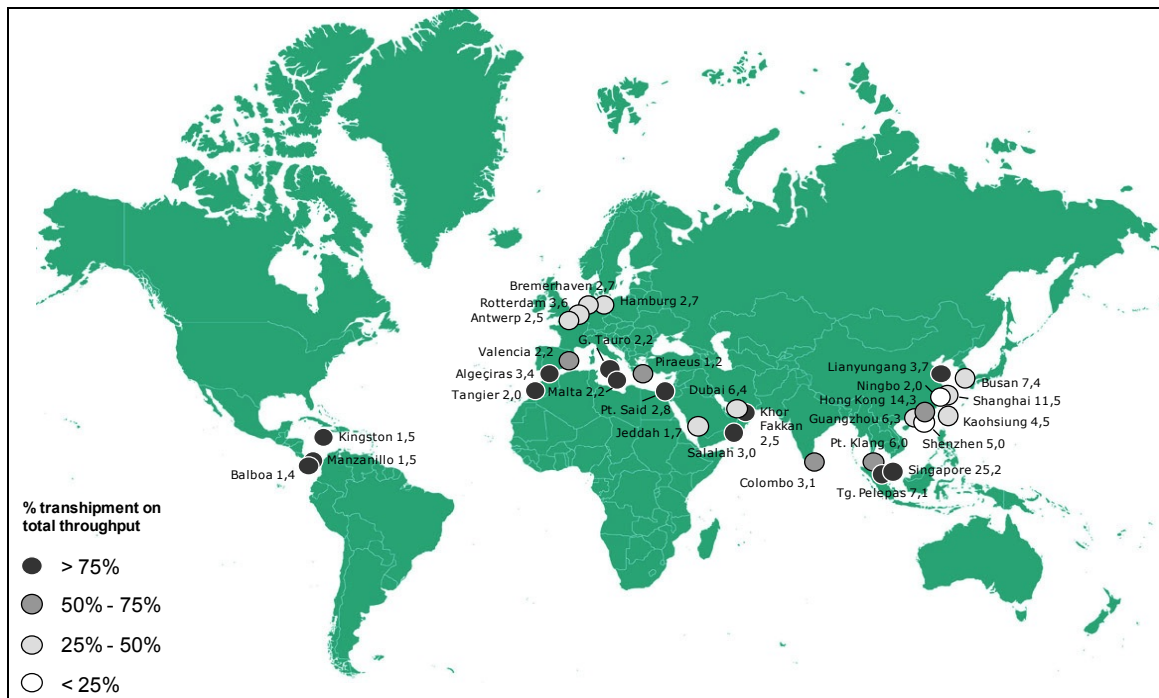 Bremerhaven 2,7
Rotterdam 3,6
Hamburg 2,7
Antwerp 2,5
G. Tauro 2,2
Valencia 2,2
Piraeus 1,2
Algeçiras 3,4
Tangier 2,0
Malta 2,2
Pt. Said 2,8
Dubai 6,4
Khor
Fakkan
2,5
Jeddah 1,7
Salalah 3,0
Colombo 3,1
Lianyungang 3,7
Ningbo 2,0
Busan 7,4
Hong Kong 14,3
Shanghai 11,5
Guangzhou 6,3
Kaohsiung 4,5
Pt. Klang 6,0
Shenzhen 5,0
Singapore 25,2
Tg. Pelepas 7,1
Kingston 1,5
Manzanillo 1,5
Balboa 1,4
% transhipment on
total throughput
> 75%
50% - 75%
25% - 50%
< 25%